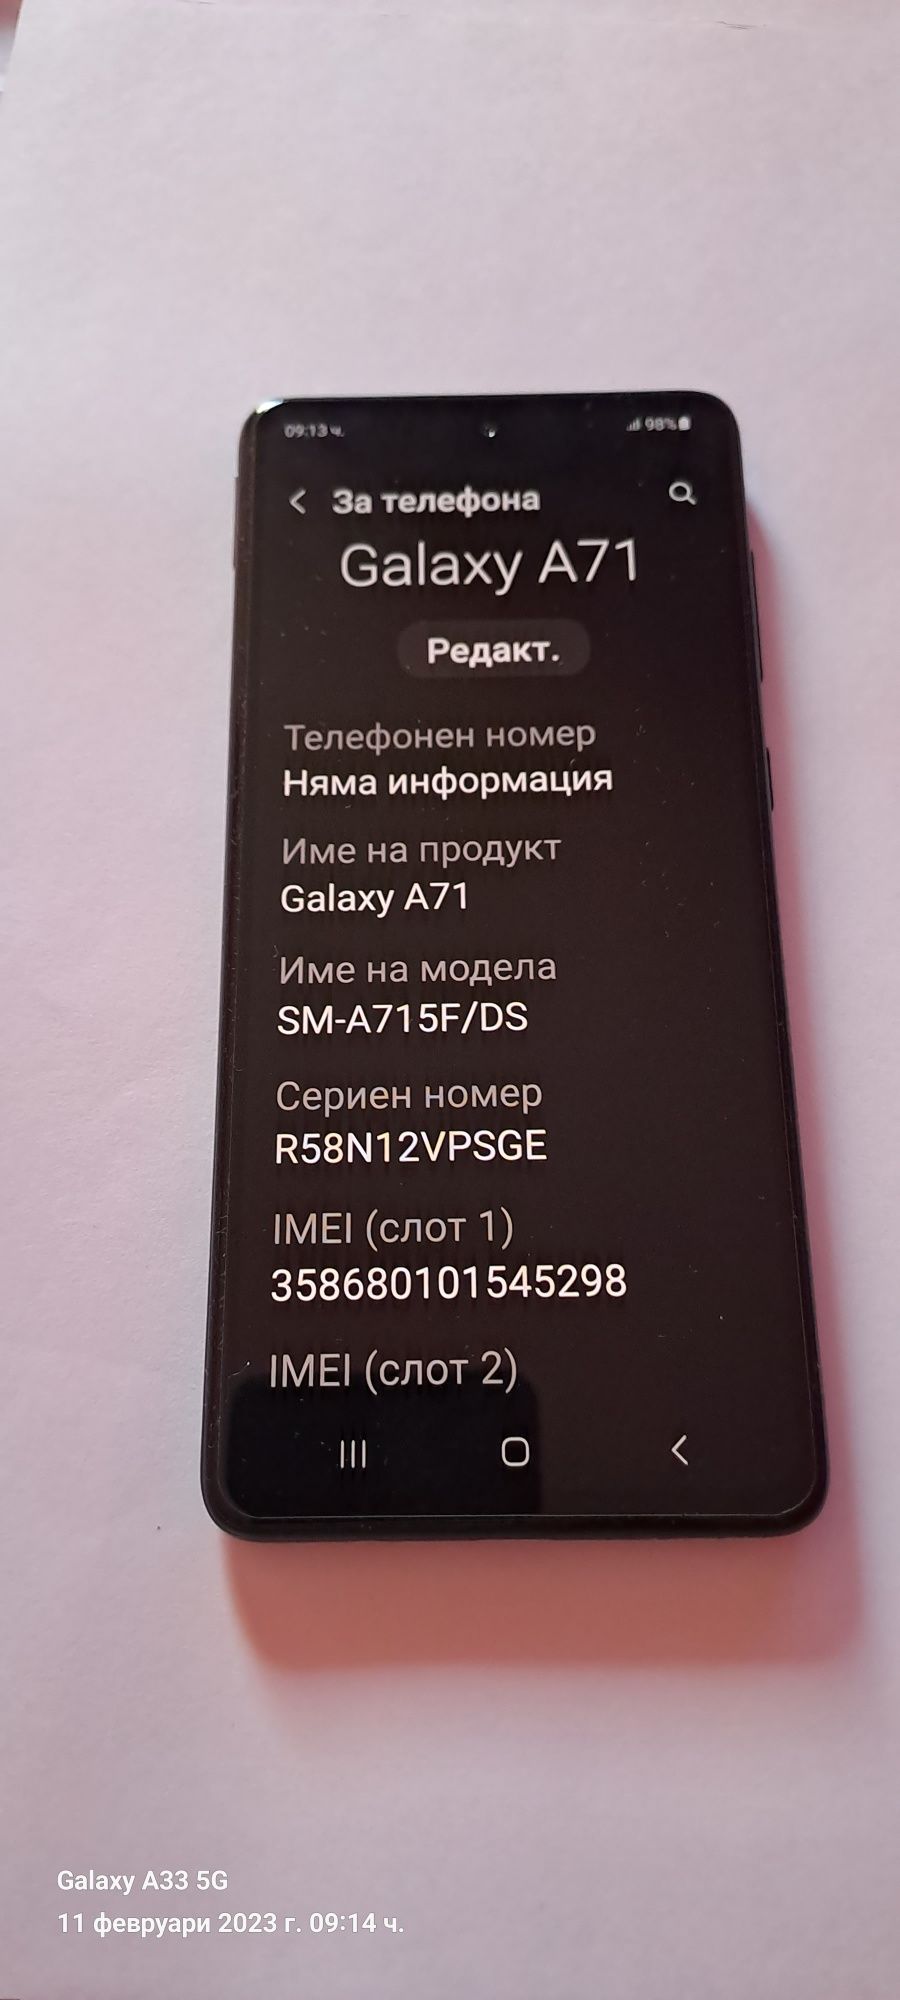 09:13 ч.
98%
За телефона
Galaxy A71
Редакт.
Телефонен номер
Няма информация
Име на продукт
Galaxy A71
Име на модела
SM-A715F/DS
Сериен номер
R58N12VPSGE
IMEI (слот 1)
358680101545298
IMEI (слот 2)
Galaxy A33 5G
11 февруари 2023 г. 09:14 ч.